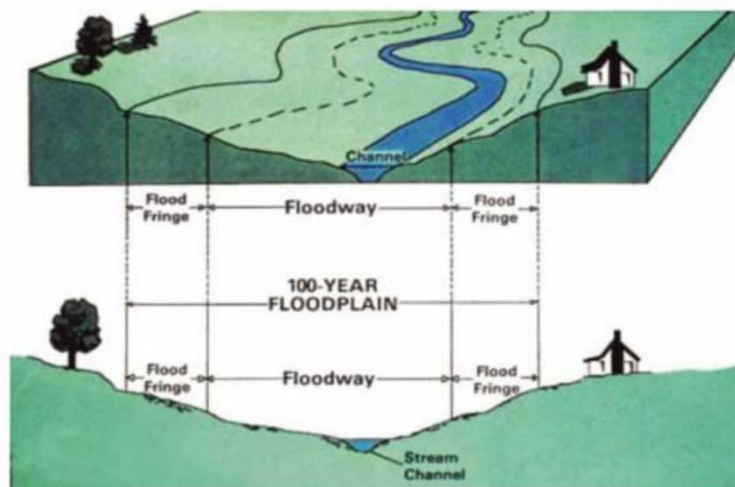 Channel
Flood
Fringe
Floodway
Flood
Fringe
100-YEAR
FLOODPLAIN
Flood
Fringe
Floodway
Flood
Fringe
Stream
Channel